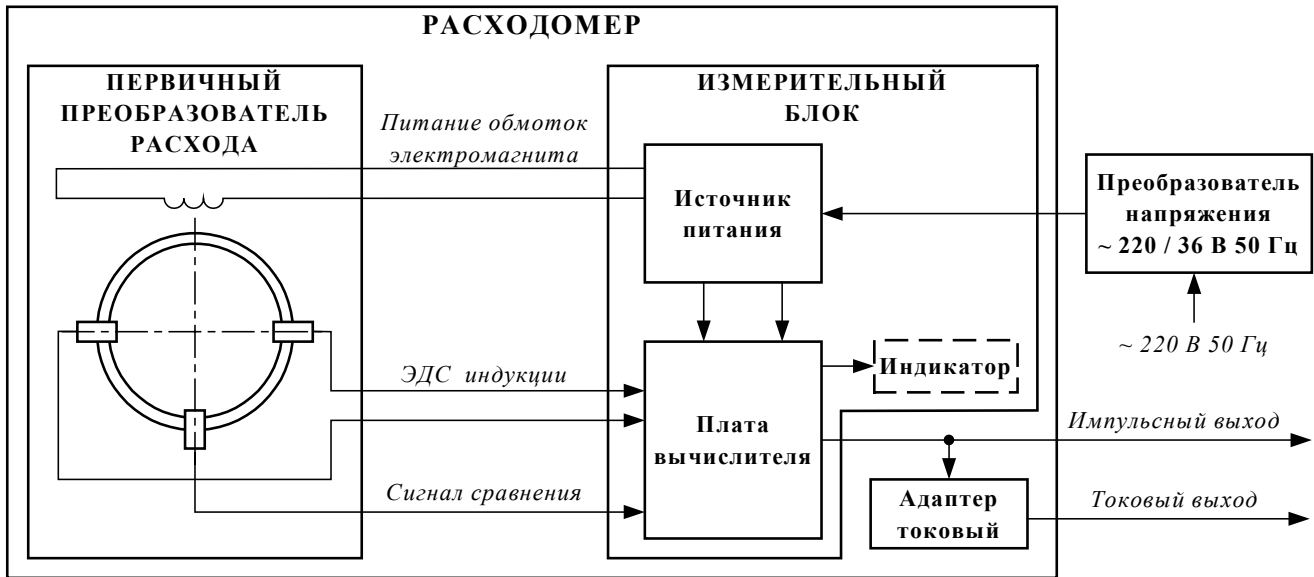 РАСХОДОМЕР
ПЕРВИЧНЫЙ
ПРЕОБРАЗОВАТЕЛЬ
РАСХОДА
Питание обмоток
электромагнита
ИЗМЕРИТЕЛЬНЫЙ
БЛОК
Источник
питания
Преобразователь
напряжения
~ 220 / 36 В 50 Гц
~ 220 В 50 Гц
Индикатор
ЭДС индукции
Плата
вычислителя
Импульсный выход
Сигнал сравнения
Адаптер
токовый
Токовый выход